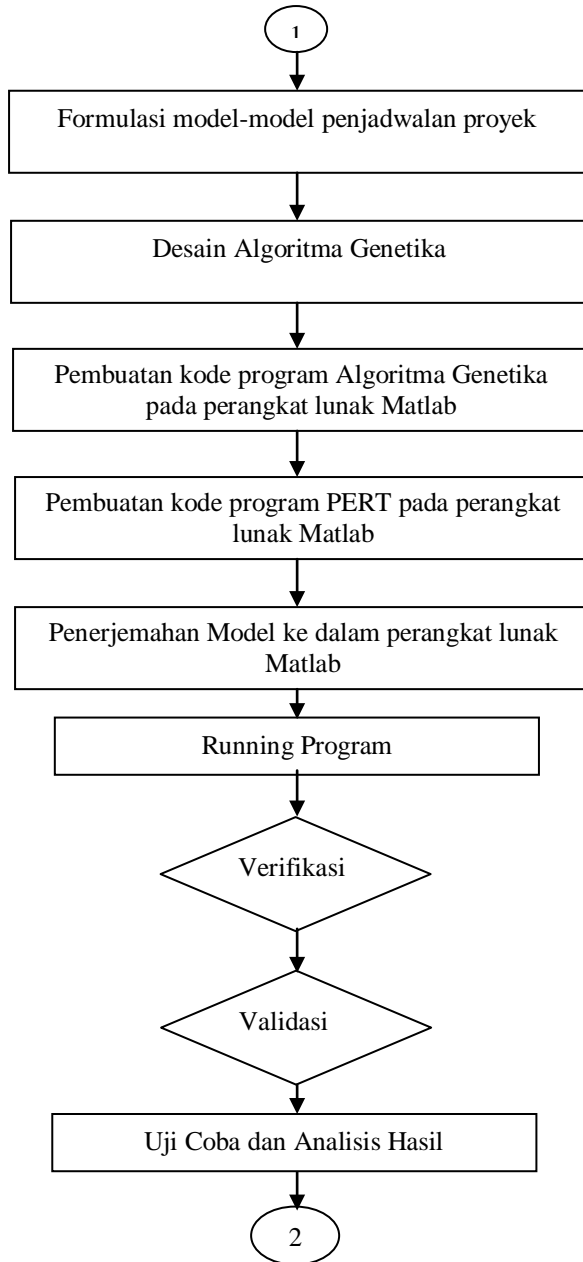 1
Formulasi model-model penjadwalan proyek
Desain Algoritma Genetika
Pembuatan kode program Algoritma Genetika
pada perangkat lunak Matlab
Pembuatan kode program PERT pada perangkat
lunak Matlab
Penerjemahan Model ke dalam perangkat lunak
Matlab
Running Program
Verifikasi
Validasi
Uji Coba dan Analisis Hasil
2